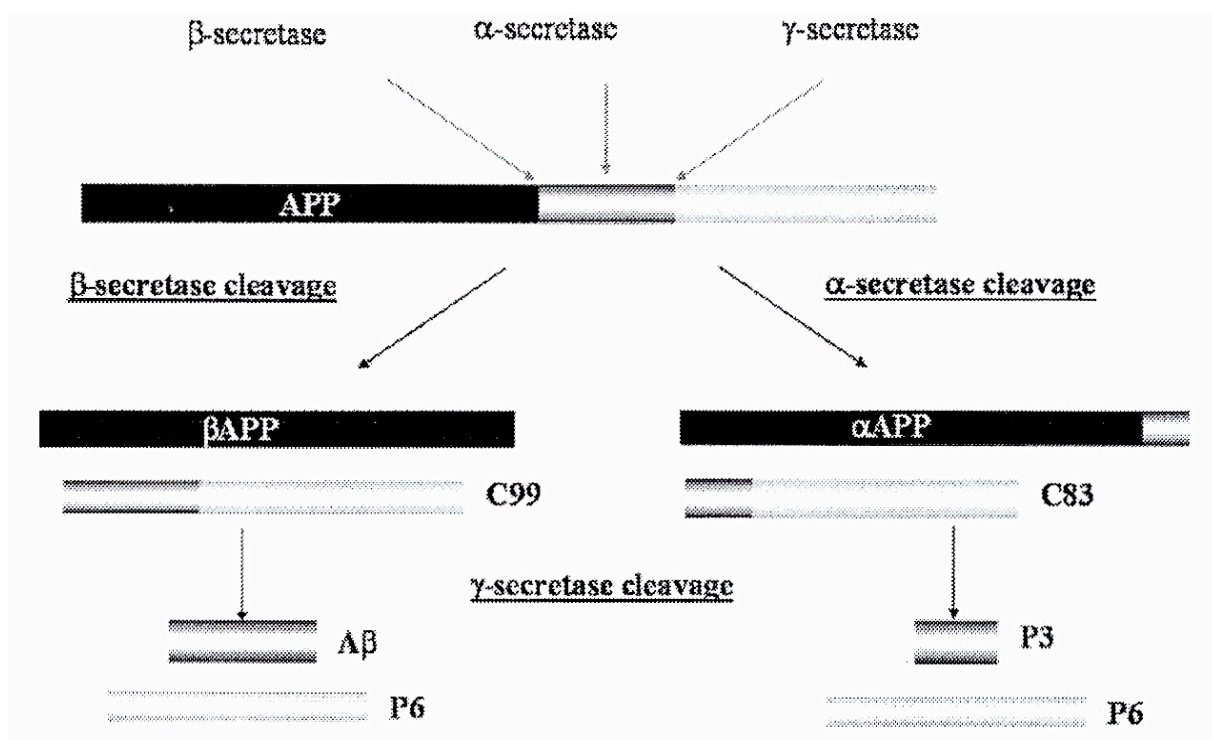 β-secretase α-secretase γ-secretase
APP
β-secretase cleavage α-secretase cleavage
βAPP αAPP
C99 C83
γ-secretase cleavage
Aβ P3
P6 P6